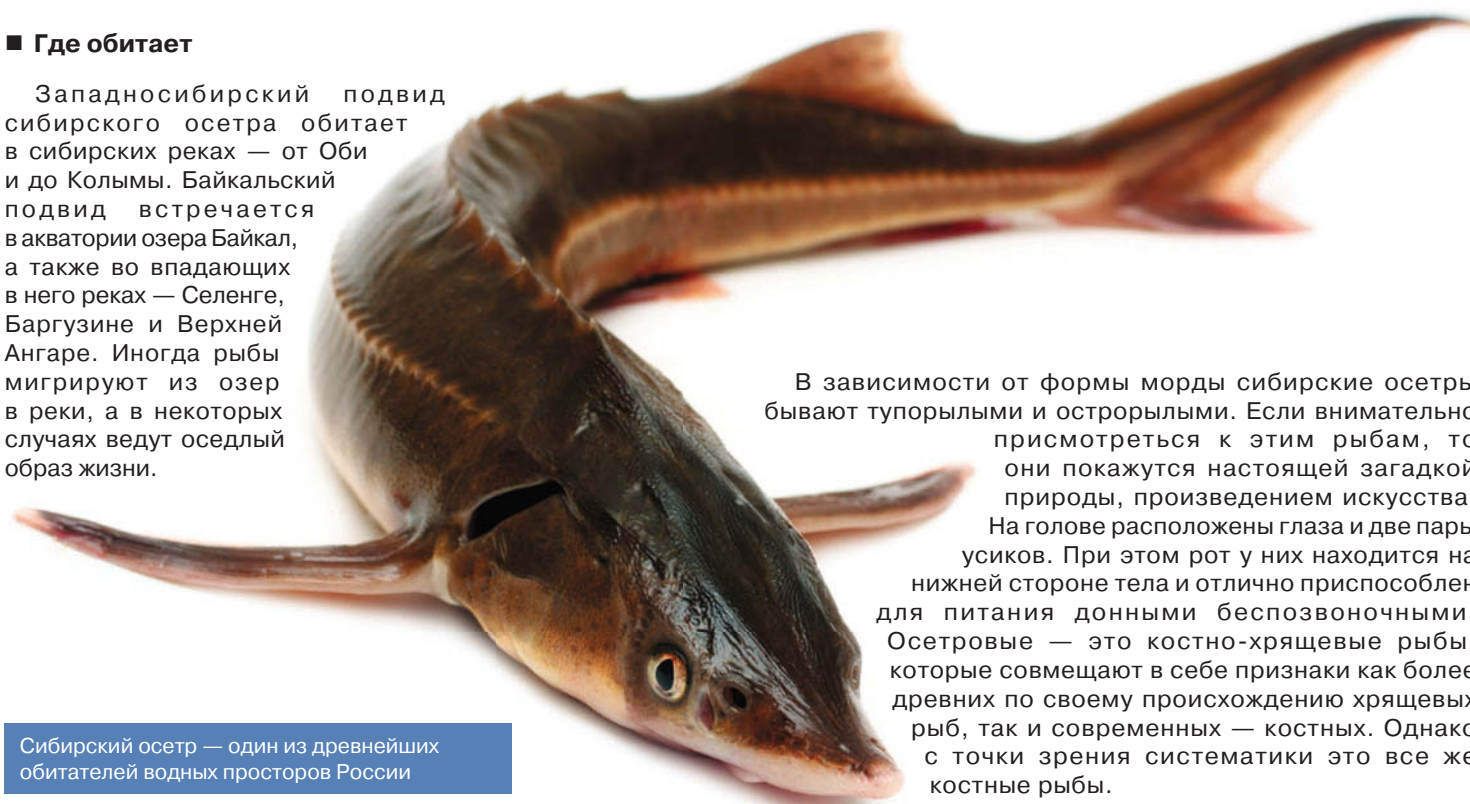 ■ Где обитает
Западносибирский подвид
сибирского осетра обитает
в сибирских реках — от Оби
и до Колымы. Байкальский
подвид встречается
в акватории озера Байкал,
а также во впадающих
в него реках — Селенге,
Баргузине и Верхней
Ангаре. Иногда рыбы
мигрируют из озер
в реки, а в некоторых
случаях ведут оседлый
образ жизни.
В зависимости от формы морды сибирские осетры
бывают тупорылыми и острорылыми. Если внимательно
присмотреться к этим рыбам, то
они покажутся настоящей загадкой
природы, произведением искусства.
На голове расположены глаза и две пары
усиков. При этом рот у них находится на
нижней стороне тела и отлично приспособлен
для питания донными беспозвоночными.
Осетровые — это костно-хрящевые рыбы,
которые совмещают в себе признаки как более
древних по своему происхождению хрящевых
рыб, так и современных — костных. Однако
с точки зрения систематики это все же
костные рыбы.
Сибирский осетр — один из древнейших
обитателей водных просторов России